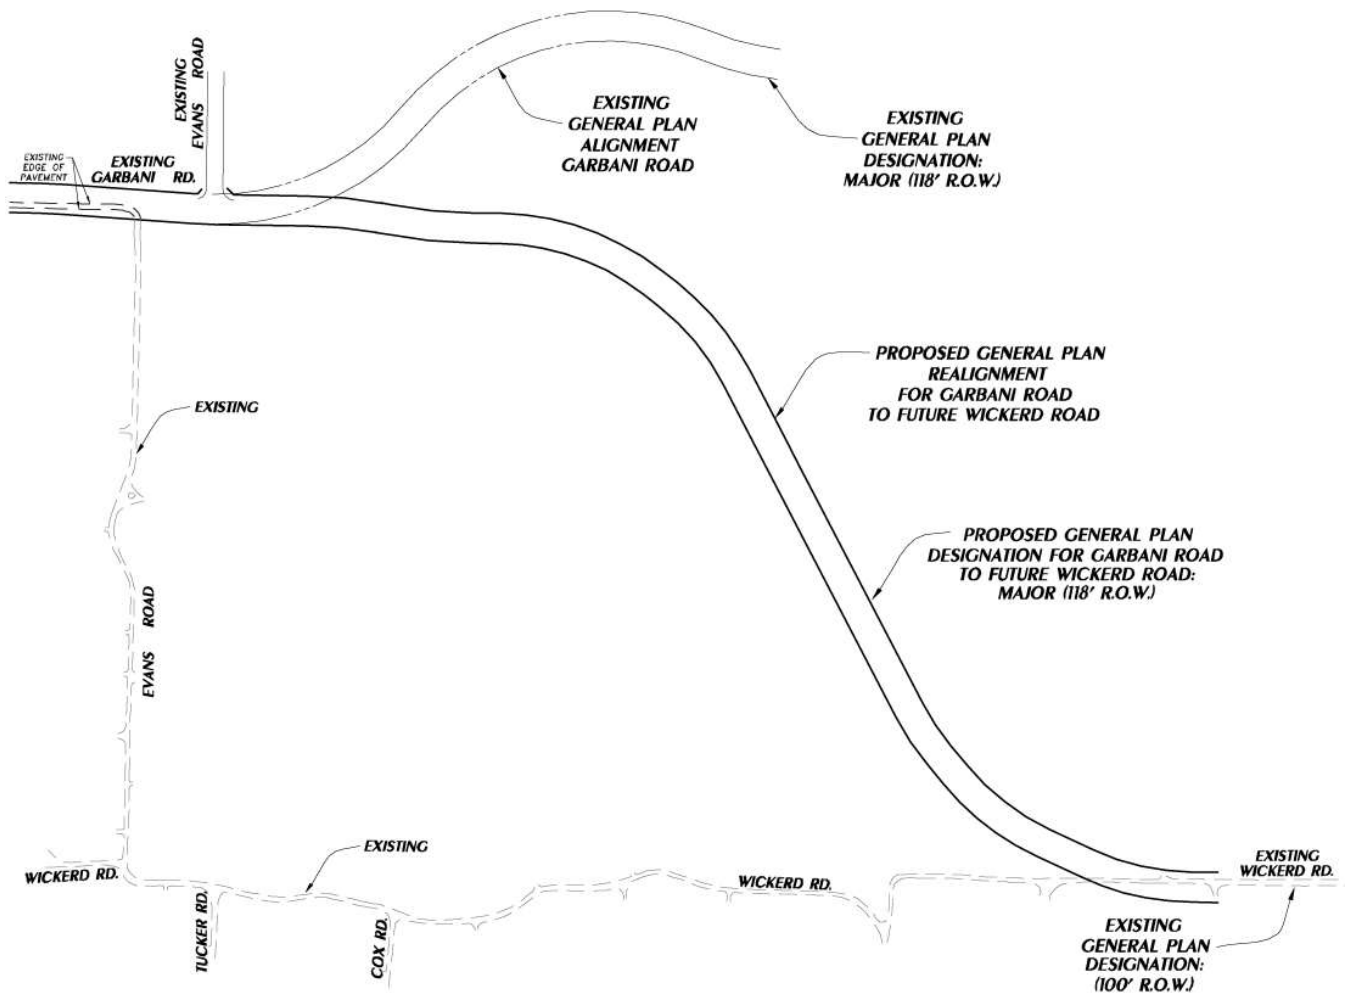 EXISTING
EVANS ROAD
EXISTING
GENERAL PLAN
ALIGNMENT
GARBANI ROAD
EXISTING
GENERAL PLAN
DESIGNATION:
MAJOR (118' R.O.W.)
EXISTING
EDGE OF
PAVEMENT
EXISTING
GARBANI RD.
PROPOSED GENERAL PLAN
REALIGNMENT
FOR GARBANI ROAD
TO FUTURE WICKERD ROAD
EXISTING
PROPOSED GENERAL PLAN
DESIGNATION FOR GARBANI ROAD
TO FUTURE WICKERD ROAD:
MAJOR (118' R.O.W.)
EVANS ROAD
EXISTING
WICKERD RD.
WICKERD RD.
EXISTING
WICKERD RD.
TUCKER RD.
COX RD.
EXISTING
GENERAL PLAN
DESIGNATION:
(100' R.O.W.)